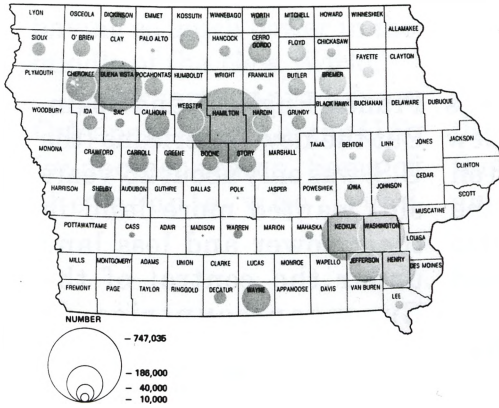 LYON OSCEOLA DICKINSON EMMET KOSSUTH WINNEBAGO WORTH MITCHELL HOWARD WINNESHIEK ALLAMAKEE
SIOUX O'BRIEN CLAY PALO ALTO HANCOCK CERRO GORDO FLOYD CHICKASAW
FAYETTE CLAYTON
PLYMOUTH CHEROKEE BUENA VISTA POCAHONTAS HUMBOLDT WRIGHT FRANKLIN BUTLER BREMER
WOODBURY IDA SAC CALHOUN WEBSTER HAMILTON HARDIN GRUNDY BLACK HAWK BUCHANAN DELAWARE DUBUQUE
MONONA CRAWFORD CARROLL GREENE BOONE STORY MARSHALL TAMA BENTON LINN JONES JACKSON
CEDAR CLINTON
HARRISON SHELBY AUDUBON GUTHRIE DALLAS POLK JASPER POWESHIEK IOWA JOHNSON SCOTT
MUSCATINE
POTTAWATTAMIE CASS ADAIR MADISON WARREN MARION MAHASKA KEOKUK WASHINGTON LOUISA
MILLS MONTGOMERY ADAMS UNION CLARKE LUCAS MONROE WAPELLO JEFFERSON HENRY DES MOINES
FREMONT PAGE TAYLOR RINGGOLD DECATUR WAYNE APPANOOSE DAVIS VAN BUREN LEE
NUMBER
– 747,035
– 186,000
– 40,000
– 10,000